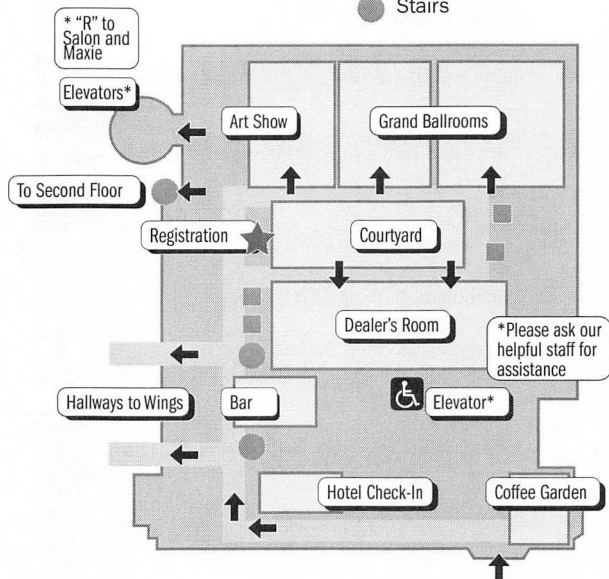 Stairs
* “R” to
Salon and
Maxie
Elevators*
Art Show
Grand Ballrooms
To Second Floor
Registration
Courtyard
Dealer's Room
*Please ask our
helpful staff for
assistance
Hallways to Wings
Bar
Elevator*
Hotel Check-In
Coffee Garden